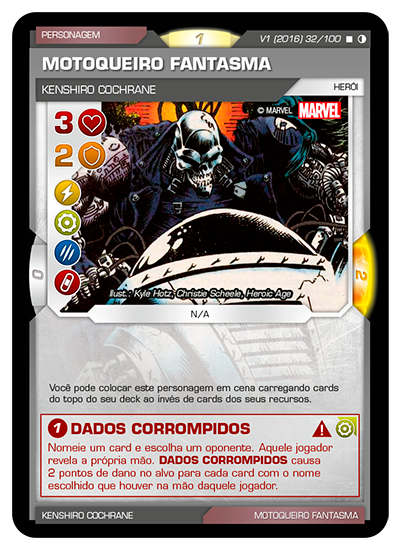 PERSONAGEM
1
V1 (2016) 32/100
MOTOQUEIRO FANTASMA
KENSHIRO COCHRANE
HERÓI
3
© MARVEL
MARVEL
2
0
2
Illust.: Kyle Hotz, Christie Scheele, Heroic Age
N/A
Você pode colocar este personagem em cena carregando cards
do topo do seu deck ao invés de cards dos seus recursos.
1 DADOS CORROMPIDOS
Nomeie um card e escolha um oponente. Aquele jogador
revela a própria mão. DADOS CORROMPIDOS causa
2 pontos de dano no alvo para cada card com o nome
escolhido que houver na mão daquele jogador.
KENSHIRO COCHRANE
MOTOQUEIRO FANTASMA